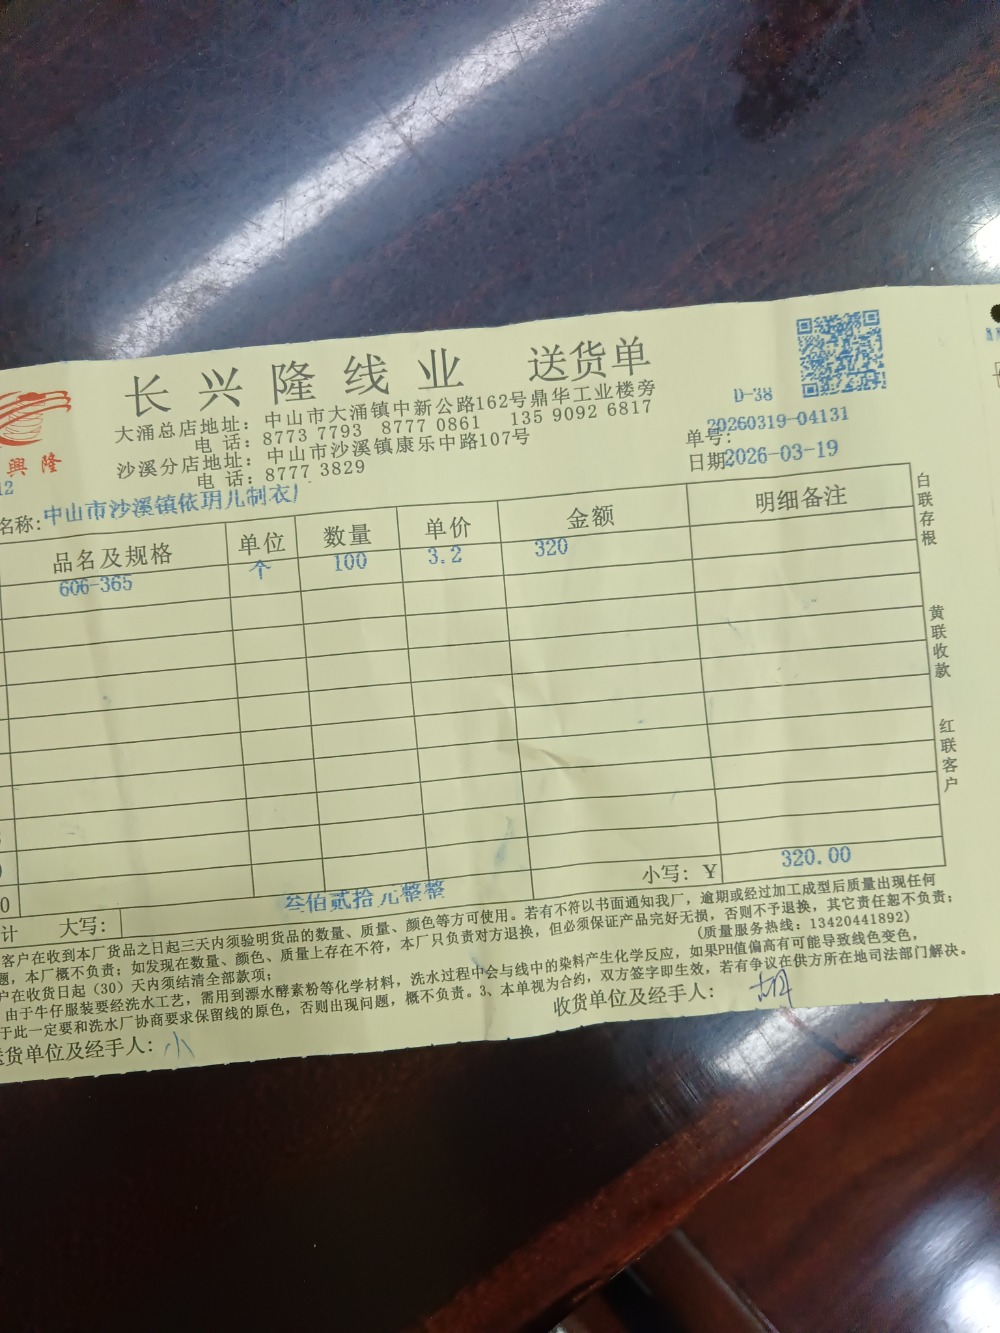 长兴隆线业 送货单
D-38
大涌总店地址：中山市大涌镇中新公路162号鼎华工业楼旁
电 话：8773 7793 8777 0861 135 9092 6817
沙溪分店地址：中山市沙溪镇康乐中路107号
电 话：8777 3829
興隆
单号：20260319-04131
日期2026-03-19
12
名称：中山市沙溪镇依玥儿制衣厂
品名及规格 单位 数量 单价 金额 明细备注
606-365 个 100 3.2 320
白联存根
黄联收款
红联客户
小写：￥ 320.00
计 大写： 叁佰贰拾元整整
客户在收到本厂货品之日起三天内须验明货品的数量、质量、颜色等方可使用。若有不符以书面通知我厂，逾期或经过加工成型后质量出现任何
题，本厂概不负责；如发现在数量、颜色、质量上存在不符，本厂只负责对方退换，但必须保证产品完好无损，否则不予退换，其它责任恕不负责；
户在收货日起（30）天内须结清全部款项；
(质量服务热线：13420441892)
由于牛仔服装要经洗水工艺，需用到漂水酵素粉等化学材料，洗水过程中会与线中的染料产生化学反应，如果PH值偏高有可能导致线色变色，
于此一定要和洗水厂协商要求保留线的原色，否则出现问题，概不负责。3、本单视为合约，双方签字即生效，若有争议在供方所在地司法部门解决。
送货单位及经手人：小
收货单位及经手人：胡